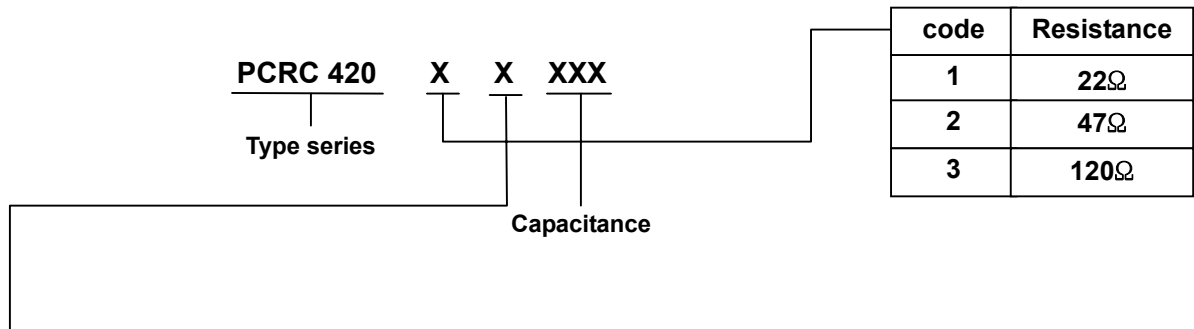 code Resistance
PCRC 420 X X XXX
1 22Ω
2 47Ω
Type series
3 120Ω
Capacitance